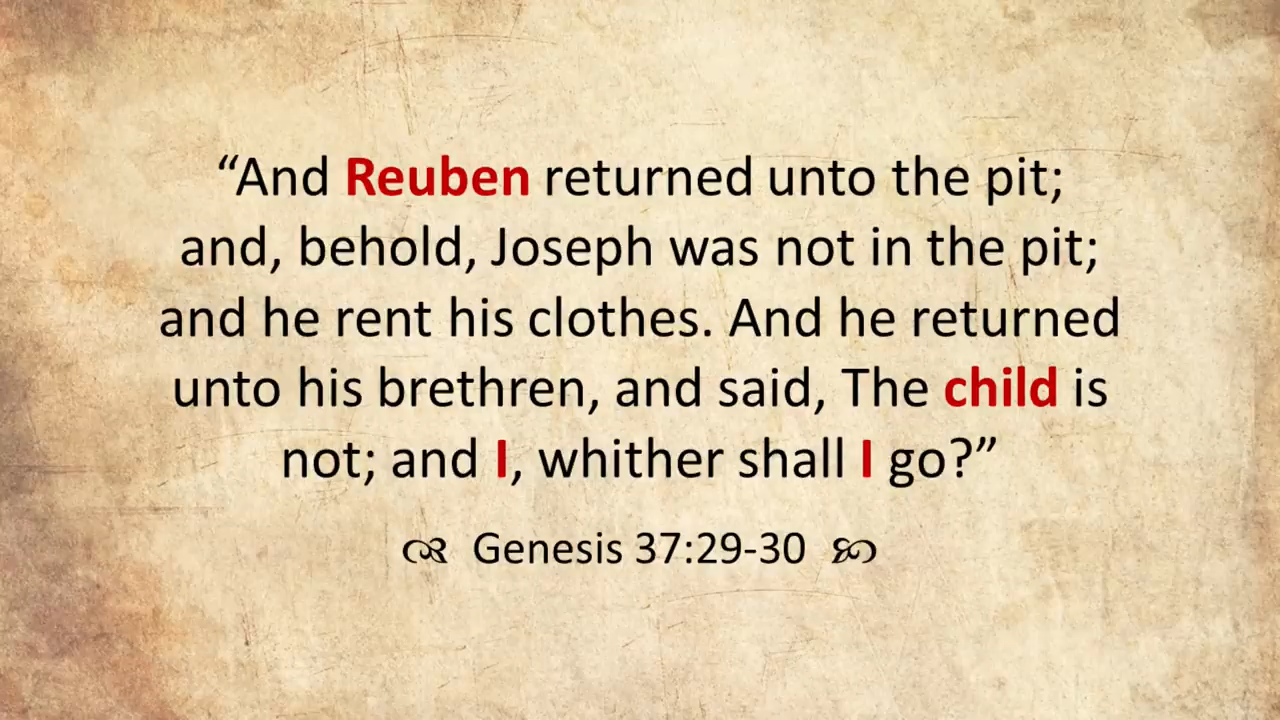 “And Reuben returned unto the pit;
and, behold, Joseph was not in the pit;
and he rent his clothes. And he returned
unto his brethren, and said, The child is
not; and I, whither shall I go?”
Genesis 37:29-30